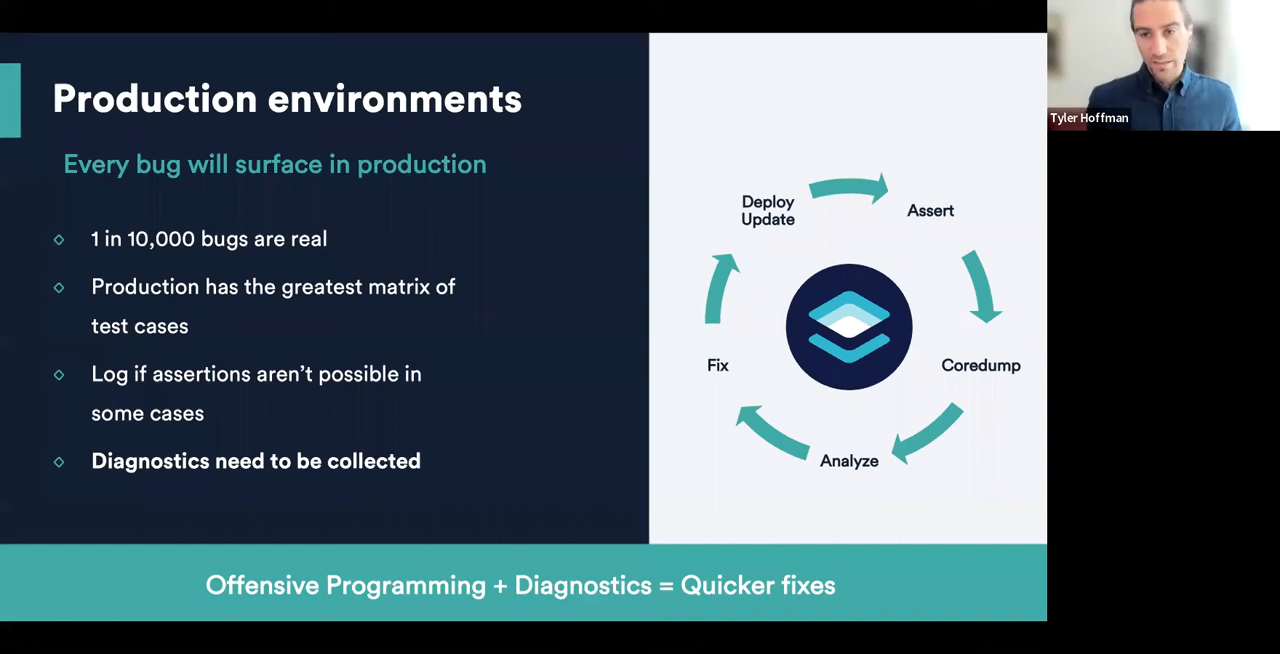 Production environments
Every bug will surface in production
1 in 10,000 bugs are real
Production has the greatest matrix of
test cases
Log if assertions aren't possible in
some cases
Diagnostics need to be collected
Deploy
Update
Assert
Coredump
Analyze
Fix
Offensive Programming + Diagnostics = Quicker fixes
Tyler Hoffman